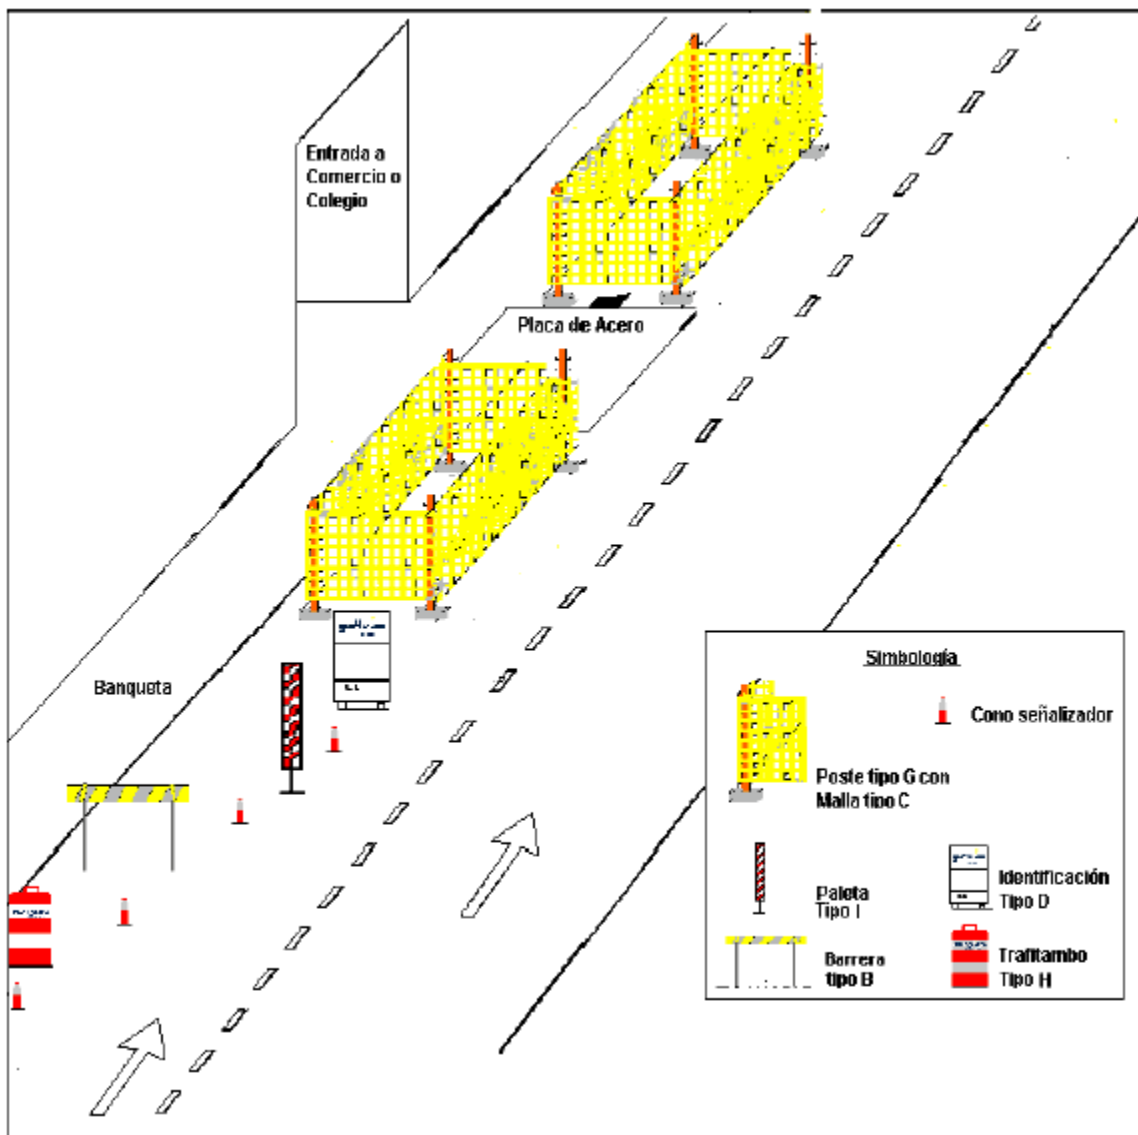 Entrada a
Comercio o
Colegio
Placa de Acero
Banqueta
Simbología
Cono señalizador
Poste tipo G con
Malla tipo C
Paleta
Tipo I
Identificación
Tipo D
Barrera
tipo B
Trafitambo
Tipo H